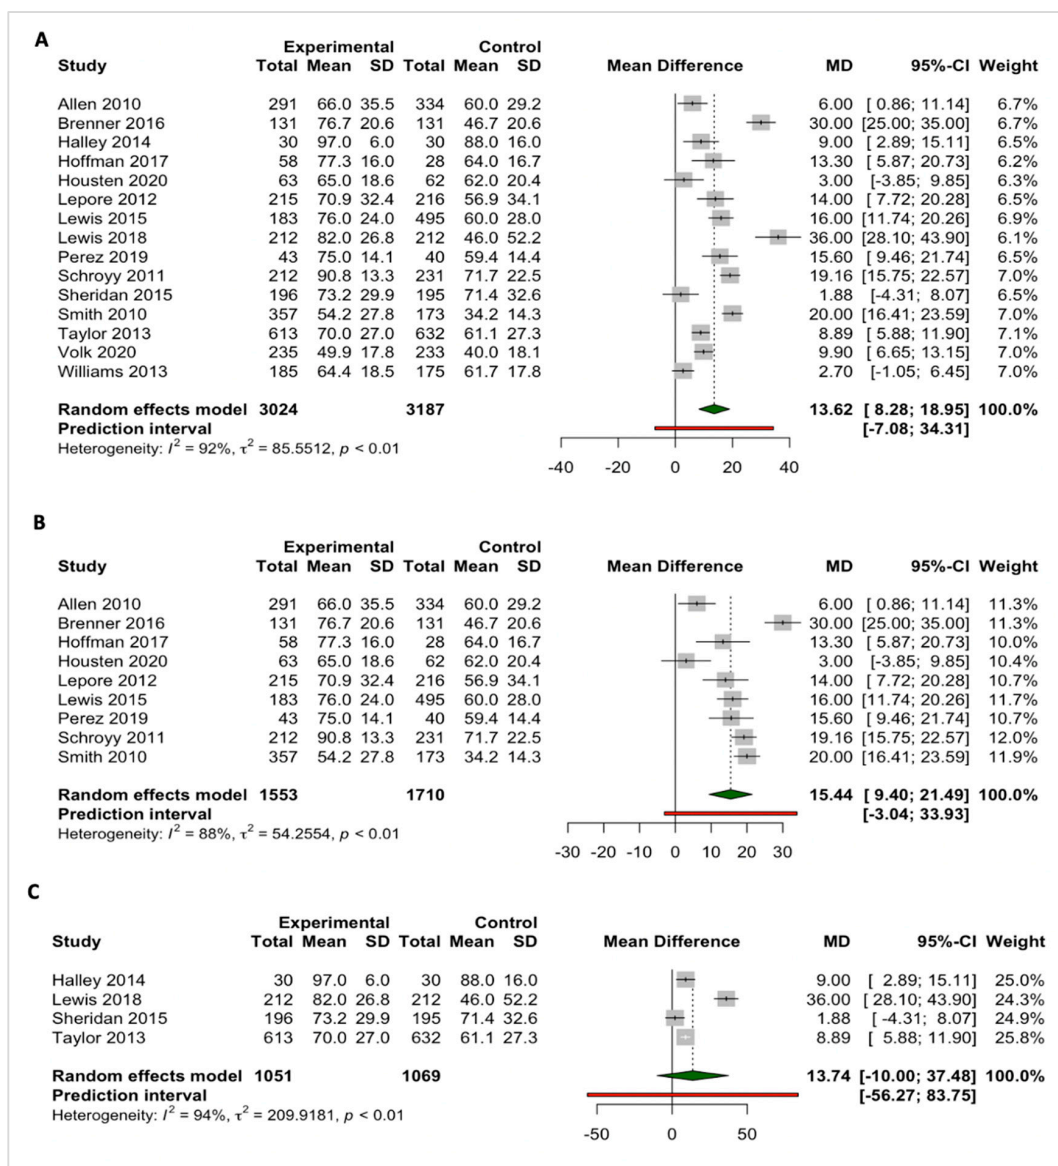 A
Experimental Control
Study Total Mean SD Total Mean SD Mean Difference MD 95%-CI Weight
Allen 2010 291 66.0 35.5 334 60.0 29.2 6.00 [ 0.86; 11.14] 6.7%
Brenner 2016 131 76.7 20.6 131 46.7 20.6 30.00 [25.00; 35.00] 6.7%
Halley 2014 30 97.0 6.0 30 88.0 16.0 9.00 [ 2.89; 15.11] 6.5%
Hoffman 2017 58 77.3 16.0 28 64.0 16.7 13.30 [ 5.87; 20.73] 6.2%
Housten 2020 63 65.0 18.6 62 62.0 20.4 3.00 [-3.85; 9.85] 6.3%
Lepore 2012 215 70.9 32.4 216 56.9 34.1 14.00 [ 7.72; 20.28] 6.5%
Lewis 2015 183 76.0 24.0 495 60.0 28.0 16.00 [11.74; 20.26] 6.9%
Lewis 2018 212 82.0 26.8 212 46.0 52.2 36.00 [28.10; 43.90] 6.1%
Perez 2019 43 75.0 14.1 40 59.4 14.4 15.60 [ 9.46; 21.74] 6.5%
Schroyy 2011 212 90.8 13.3 231 71.7 22.5 19.16 [15.75; 22.57] 7.0%
Sheridan 2015 196 73.2 29.9 195 71.4 32.6 1.88 [-4.31; 8.07] 6.5%
Smith 2010 357 54.2 27.8 173 34.2 14.3 20.00 [16.41; 23.59] 7.0%
Taylor 2013 613 70.0 27.0 632 61.1 27.3 8.89 [ 5.88; 11.90] 7.1%
Volk 2020 235 49.9 17.8 233 40.0 18.1 9.90 [ 6.65; 13.15] 7.0%
Williams 2013 185 64.4 18.5 175 61.7 17.8 2.70 [-1.05; 6.45] 7.0%
Random effects model 3024 3187 13.62 [ 8.28; 18.95] 100.0%
Prediction interval [-7.08; 34.31]
Heterogeneity: I² = 92%, τ² = 85.5512, p < 0.01
-40 -20 0 20 40
B
Experimental Control
Study Total Mean SD Total Mean SD Mean Difference MD 95%-CI Weight
Allen 2010 291 66.0 35.5 334 60.0 29.2 6.00 [ 0.86; 11.14] 11.3%
Brenner 2016 131 76.7 20.6 131 46.7 20.6 30.00 [25.00; 35.00] 11.3%
Hoffman 2017 58 77.3 16.0 28 64.0 16.7 13.30 [ 5.87; 20.73] 10.0%
Housten 2020 63 65.0 18.6 62 62.0 20.4 3.00 [-3.85; 9.85] 10.4%
Lepore 2012 215 70.9 32.4 216 56.9 34.1 14.00 [ 7.72; 20.28] 10.7%
Lewis 2015 183 76.0 24.0 495 60.0 28.0 16.00 [11.74; 20.26] 11.7%
Perez 2019 43 75.0 14.1 40 59.4 14.4 15.60 [ 9.46; 21.74] 10.7%
Schroyy 2011 212 90.8 13.3 231 71.7 22.5 19.16 [15.75; 22.57] 12.0%
Smith 2010 357 54.2 27.8 173 34.2 14.3 20.00 [16.41; 23.59] 11.9%
Random effects model 1553 1710 15.44 [ 9.40; 21.49] 100.0%
Prediction interval [-3.04; 33.93]
Heterogeneity: I² = 88%, τ² = 54.2554, p < 0.01
-30 -20 -10 0 10 20 30
C
Experimental Control
Study Total Mean SD Total Mean SD Mean Difference MD 95%-CI Weight
Halley 2014 30 97.0 6.0 30 88.0 16.0 9.00 [ 2.89; 15.11] 25.0%
Lewis 2018 212 82.0 26.8 212 46.0 52.2 36.00 [28.10; 43.90] 24.3%
Sheridan 2015 196 73.2 29.9 195 71.4 32.6 1.88 [ -4.31; 8.07] 24.9%
Taylor 2013 613 70.0 27.0 632 61.1 27.3 8.89 [ 5.88; 11.90] 25.8%
Random effects model 1051 1069 13.74 [-10.00; 37.48] 100.0%
Prediction interval [-56.27; 83.75]
Heterogeneity: I² = 94%, τ² = 209.9181, p < 0.01
-50 0 50